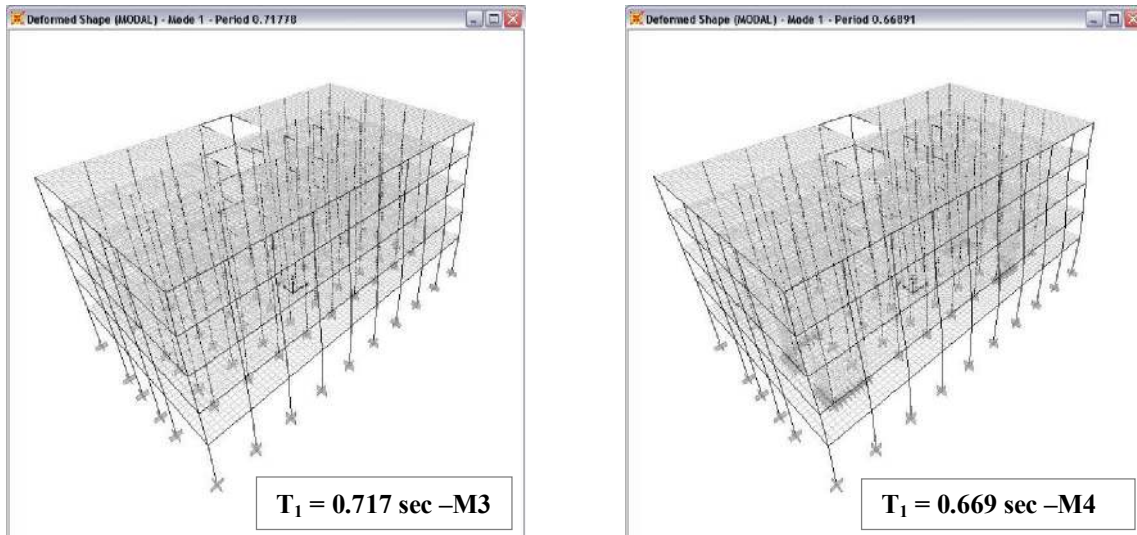 Deformed Shape (MODAL) - Mode 1 - Period 0.71778
T1 = 0.717 sec –M3
Deformed Shape (MODAL) - Mode 1 - Period 0.66891
T1 = 0.669 sec –M4